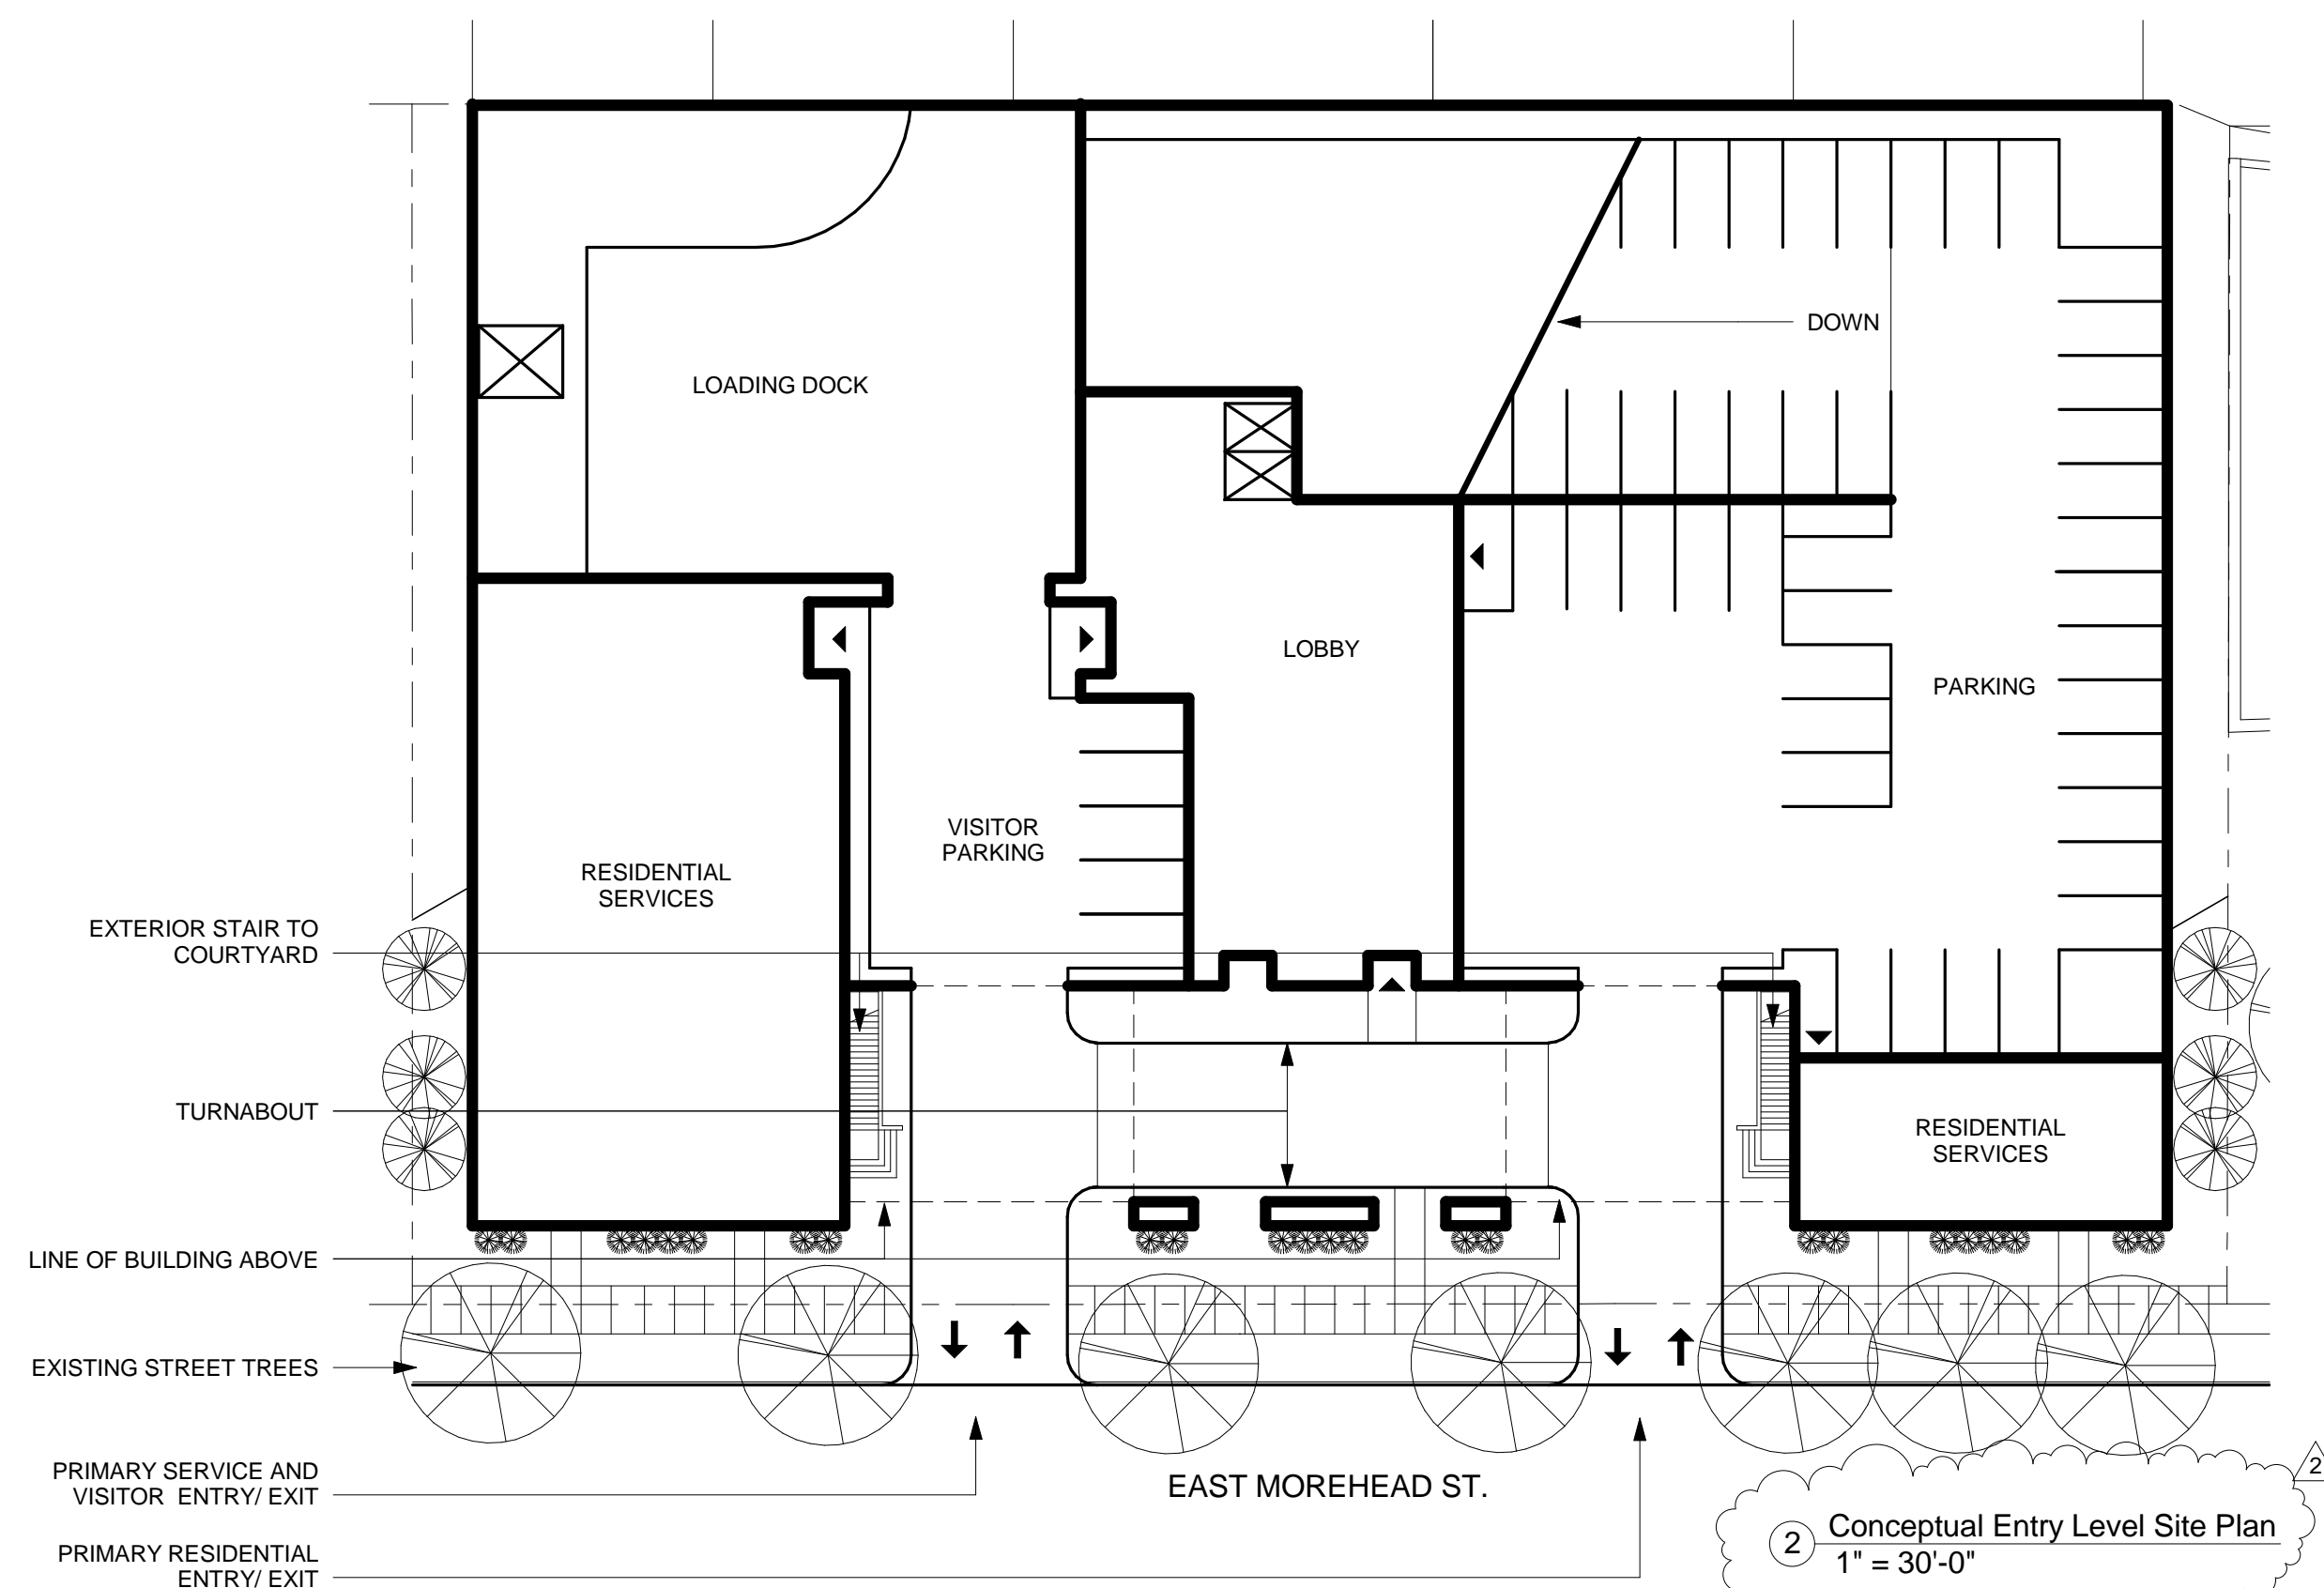 DOWN
LOADING DOCK
LOBBY
PARKING
VISITOR
PARKING
RESIDENTIAL
SERVICES
EXTERIOR STAIR TO
COURTYARD
TURNABOUT
RESIDENTIAL
SERVICES
LINE OF BUILDING ABOVE
EXISTING STREET TREES
PRIMARY SERVICE AND
VISITOR ENTRY/ EXIT
EAST MOREHEAD ST.
PRIMARY RESIDENTIAL
ENTRY/ EXIT
2
2 Conceptual Entry Level Site Plan
1" = 30'-0"